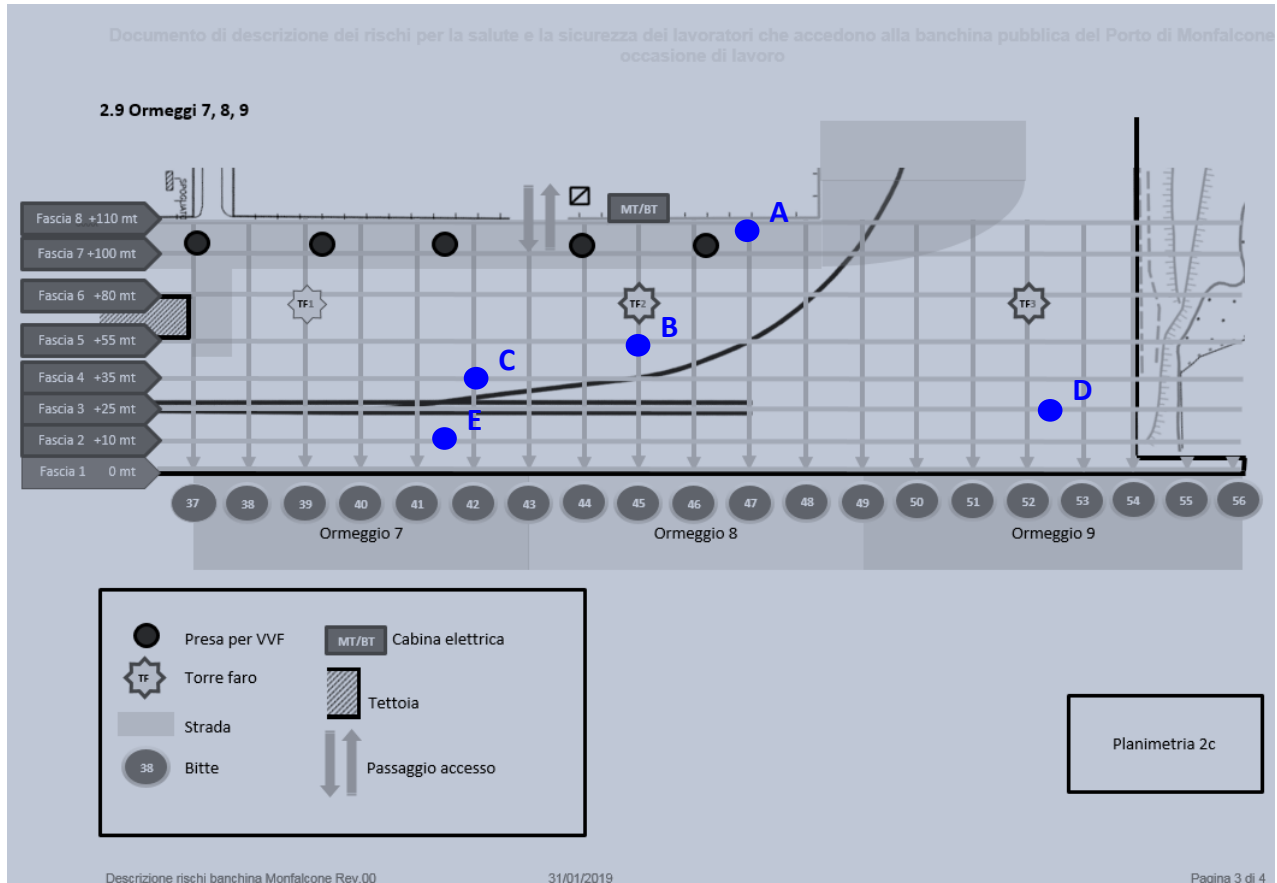 Documento di descrizione dei rischi per la salute e la sicurezza dei lavoratori che accedono alla banchina pubblica del Porto di Monfalcone
occasione di lavoro
2.9 Ormeggi 7, 8, 9
Fascia 8 +110 mt
MT/BT
A
Fascia 7 +100 mt
Fascia 6 +80 mt
TF1
TF2
TF3
Fascia 5 +55 mt
B
Fascia 4 +35 mt
C
Fascia 3 +25 mt
D
E
Fascia 2 +10 mt
Fascia 1 0 mt
37 38 39 40 41 42 43 44 45 46 47 48 49 50 51 52 53 54 55 56
Ormeggio 7 Ormeggio 8 Ormeggio 9
Presa per VVF
MT/BT Cabina elettrica
TF Torre faro
Tettoia
Strada
38 Bitte
Passaggio accesso
Planimetria 2c
Descrizione rischi banchina Monfalcone Rev.00 31/01/2019 Pagina 3 di 4